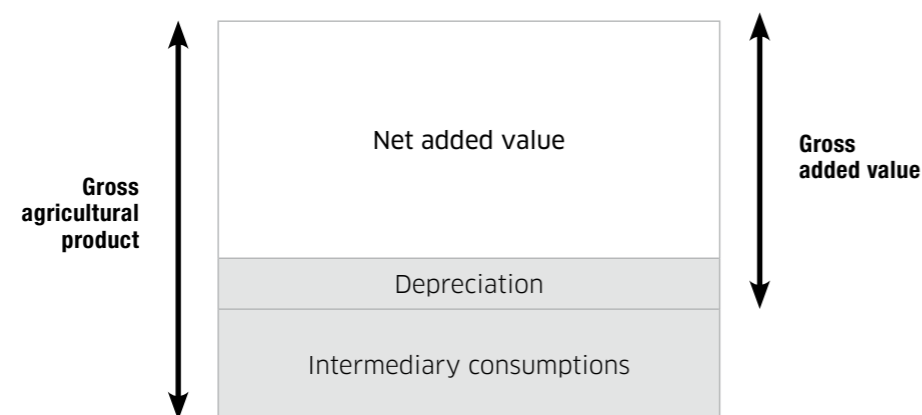 Net added value
Gross
added value
Gross
agricultural
product
Depreciation
Intermediary consumptions